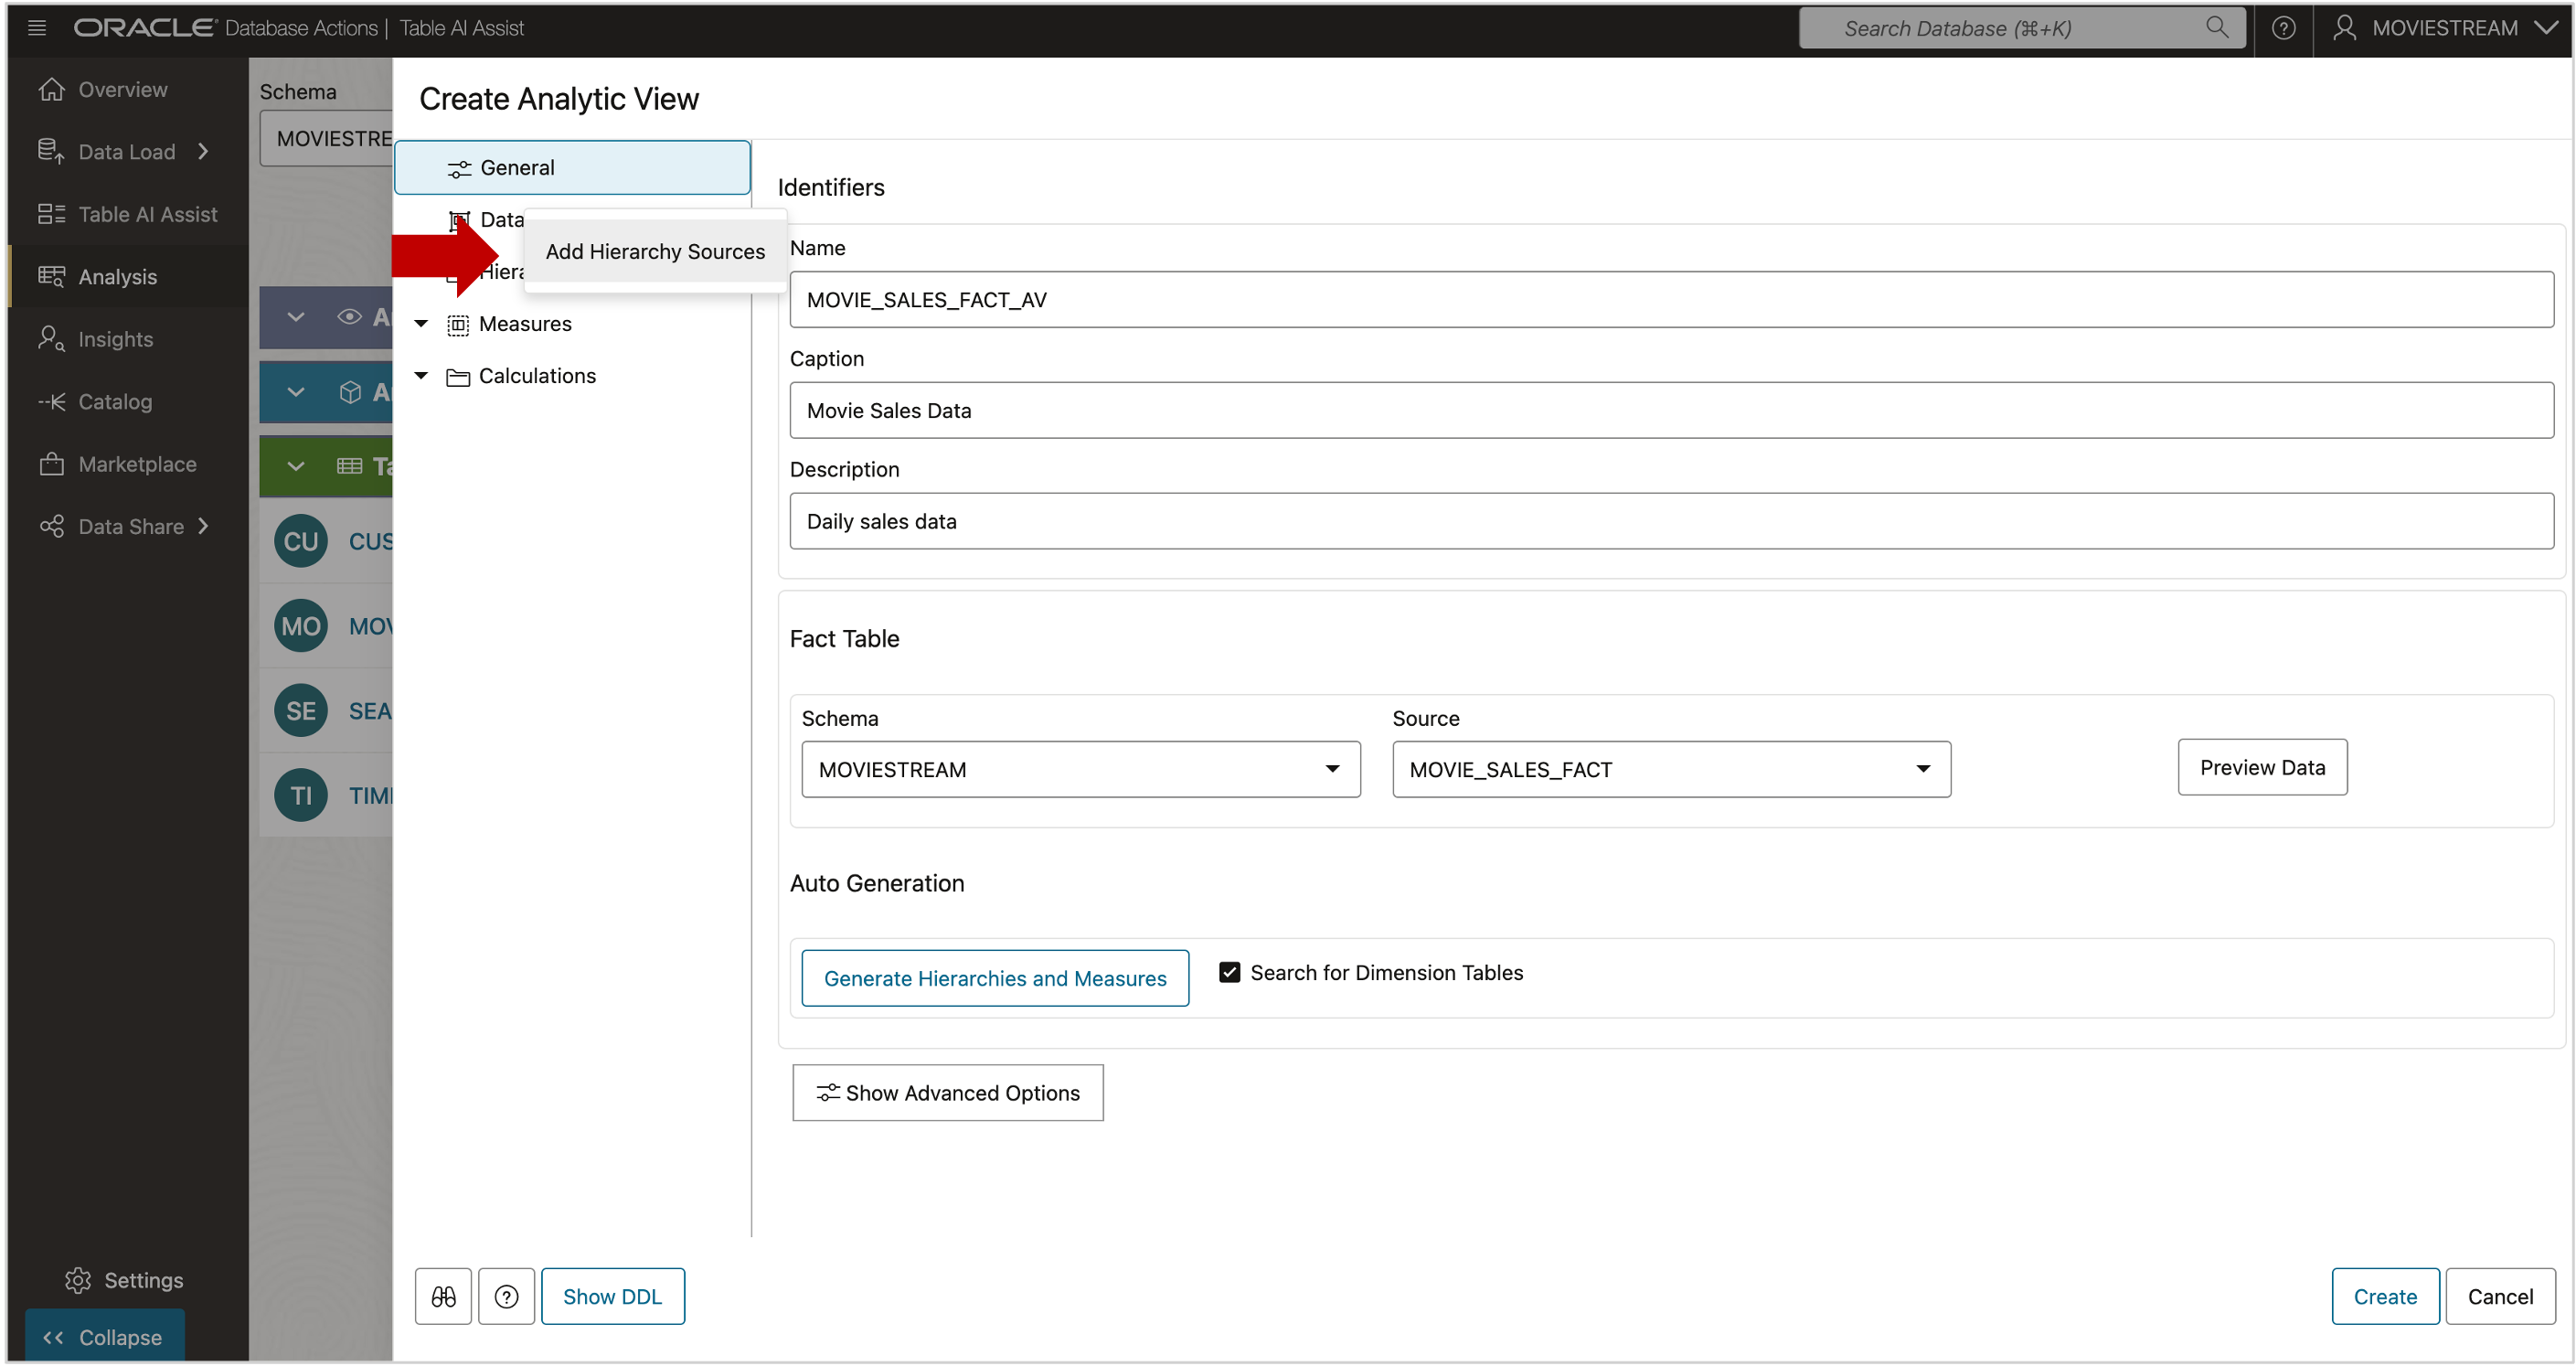 ORACLE Database Actions | Table AI Assist
Search Database (⌘+K)
MOVIESTREAM
Overview
Data Load
Table AI Assist
Analysis
Insights
Catalog
Marketplace
Data Share
Settings
Collapse
Schema
MOVIESTRE
CU CUS
MO MOV
SE SEA
TI TIM
Create Analytic View
General
Data
Add Hierarchy Sources
Hiera
Measures
Calculations
Identifiers
Name
MOVIE_SALES_FACT_AV
Caption
Movie Sales Data
Description
Daily sales data
Fact Table
Schema
MOVIESTREAM
Source
MOVIE_SALES_FACT
Preview Data
Auto Generation
Generate Hierarchies and Measures
Search for Dimension Tables
Show Advanced Options
Show DDL
Create
Cancel